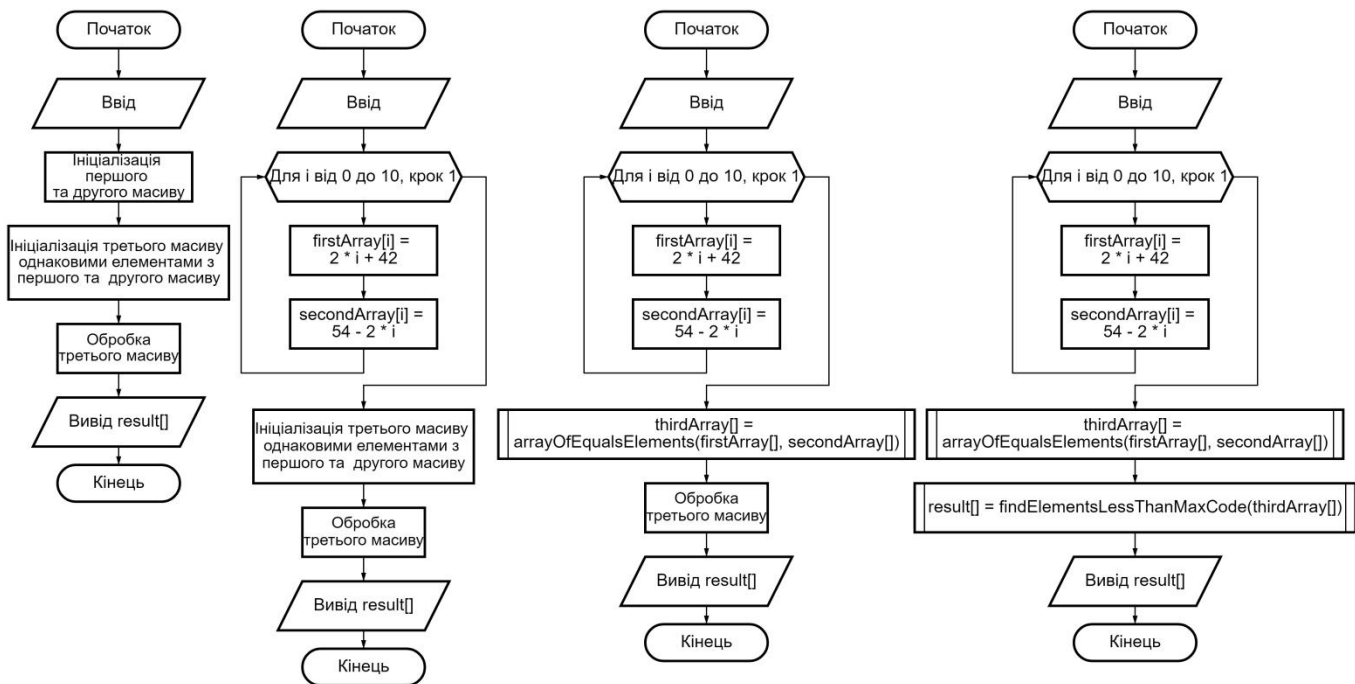 Початок
Ввід
Ініціалізація
першого
та другого масиву
Ініціалізація третього масиву
однаковими елементами з
першого та другого масиву
Обробка
третього масиву
Вивід result[]
Кінець
Початок
Ввід
Для i від 0 до 10, крок 1
firstArray[i] =
2 * i + 42
secondArray[i] =
54 - 2 * i
Ініціалізація третього масиву
однаковими елементами з
першого та другого масиву
Обробка
третього масиву
Вивід result[]
Кінець
Початок
Ввід
Для i від 0 до 10, крок 1
firstArray[i] =
2 * i + 42
secondArray[i] =
54 - 2 * i
thirdArray[] =
arrayOfEqualsElements(firstArray[], secondArray[])
Обробка
третього масиву
Вивід result[]
Кінець
Початок
Ввід
Для i від 0 до 10, крок 1
firstArray[i] =
2 * i + 42
secondArray[i] =
54 - 2 * i
thirdArray[] =
arrayOfEqualsElements(firstArray[], secondArray[])
result[] = findElementsLessThanMaxCode(thirdArray[])
Вивід result[]
Кінець